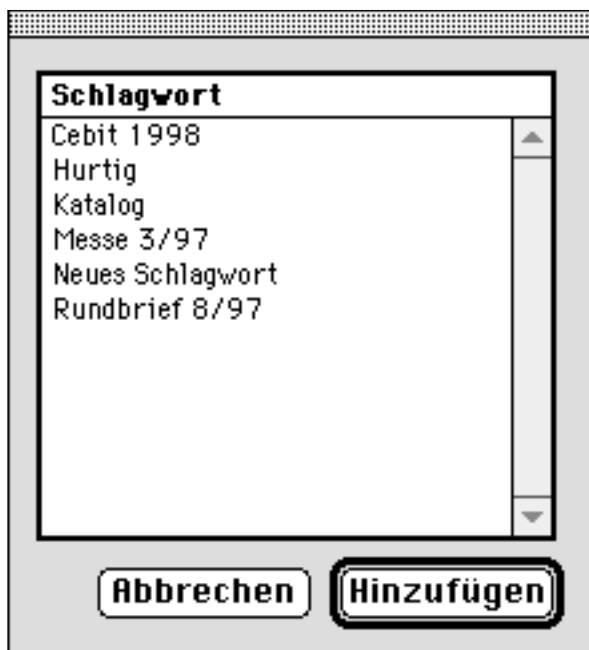 Schlagwort
Cebit 1998
Hurtig
Katalog
Messe 3/97
Neues Schlagwort
Rundbrief 8/97
Abbrechen Hinzufügen